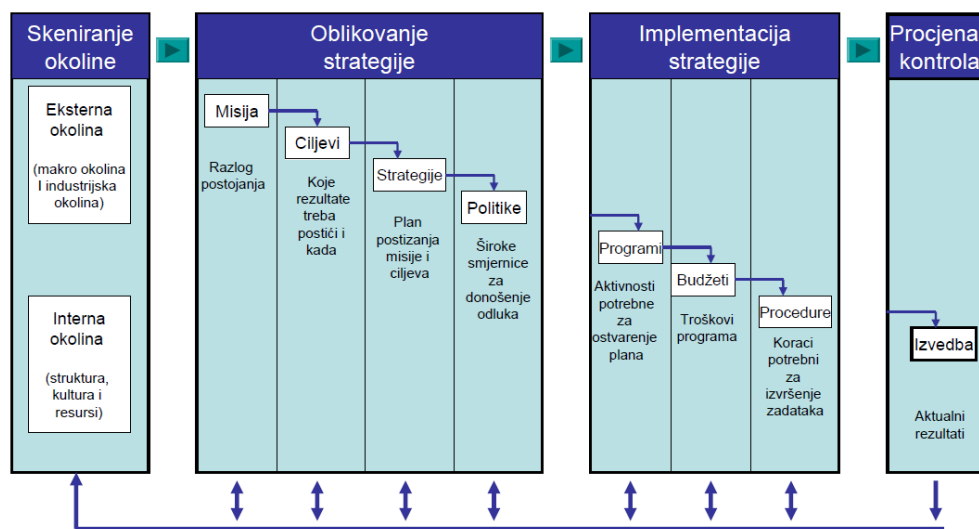 Skeniranje
okoline
Eksterna
okolina
(makro okolina
I industrijska
okolina)
Interna
okolina
(struktura,
kultura i
resursi)
Oblikovanje
strategije
Misija
Razlog
postojanja
Ciljevi
Koje
rezultate
treba
postići i
kada
Strategije
Plan
postizanja
misije i
ciljeva
Politike
Široke
smjernice
za
donošenje
odluka
Implementacija
strategije
Programi
Aktivnosti
potrebne
za
ostvarenje
plana
Budžeti
Troškovi
programa
Procedure
Koraci
potrebni
za
izvršenje
zadataka
Procjena
kontrola
Izvedba
Aktualni
rezultati